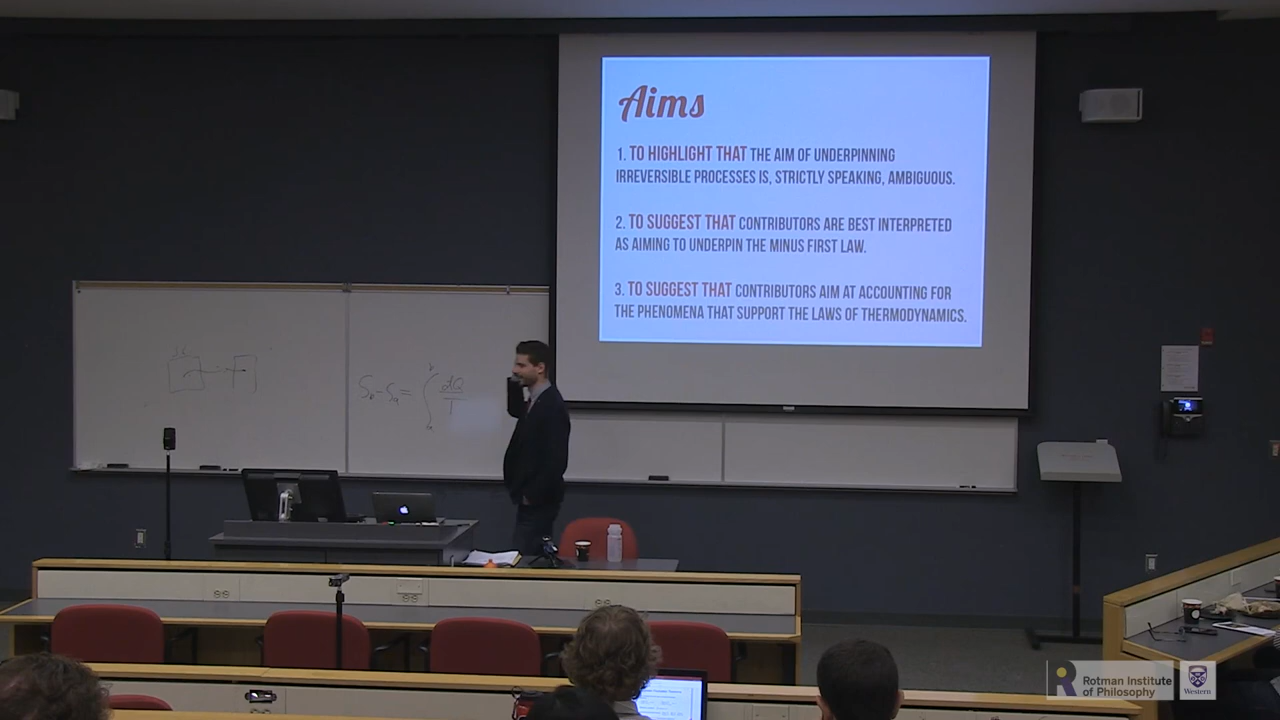 Aims
1. TO HIGHLIGHT THAT THE AIM OF UNDERPINNING
IRREVERSIBLE PROCESSES IS, STRICTLY SPEAKING, AMBIGUOUS.
2. TO SUGGEST THAT CONTRIBUTORS ARE BEST INTERPRETED
AS AIMING TO UNDERPIN THE MINUS FIRST LAW.
3. TO SUGGEST THAT CONTRIBUTORS AIM AT ACCOUNTING FOR
THE PHENOMENA THAT SUPPORT THE LAWS OF THERMODYNAMICS.
Rotman Institute
of Philosophy
Western